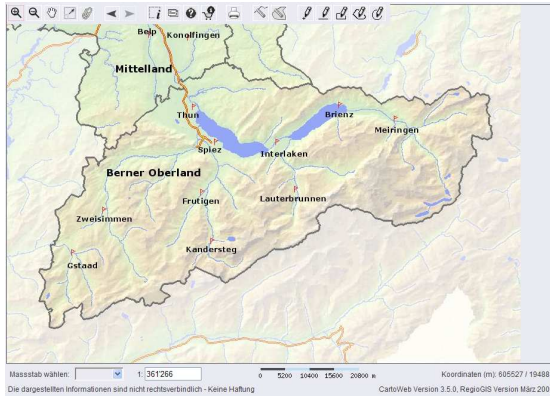 Belp
Konolfingen
Mittelland
Thun
Brienz
Meiringen
Spiez
Interlaken
Berner Oberland
Frutigen
Lauterbrunnen
Zweisimmen
Kandersteg
Gstaad
Massstab wählen:
1: 361'266
0 5200 10400 15600 20800 m
Koordinaten (m): 605527 / 19488
Die dargestellten Informationen sind nicht rechtsverbindlich - Keine Haftung
CartoWeb Version 3.5.0, RegioGIS Version März 200